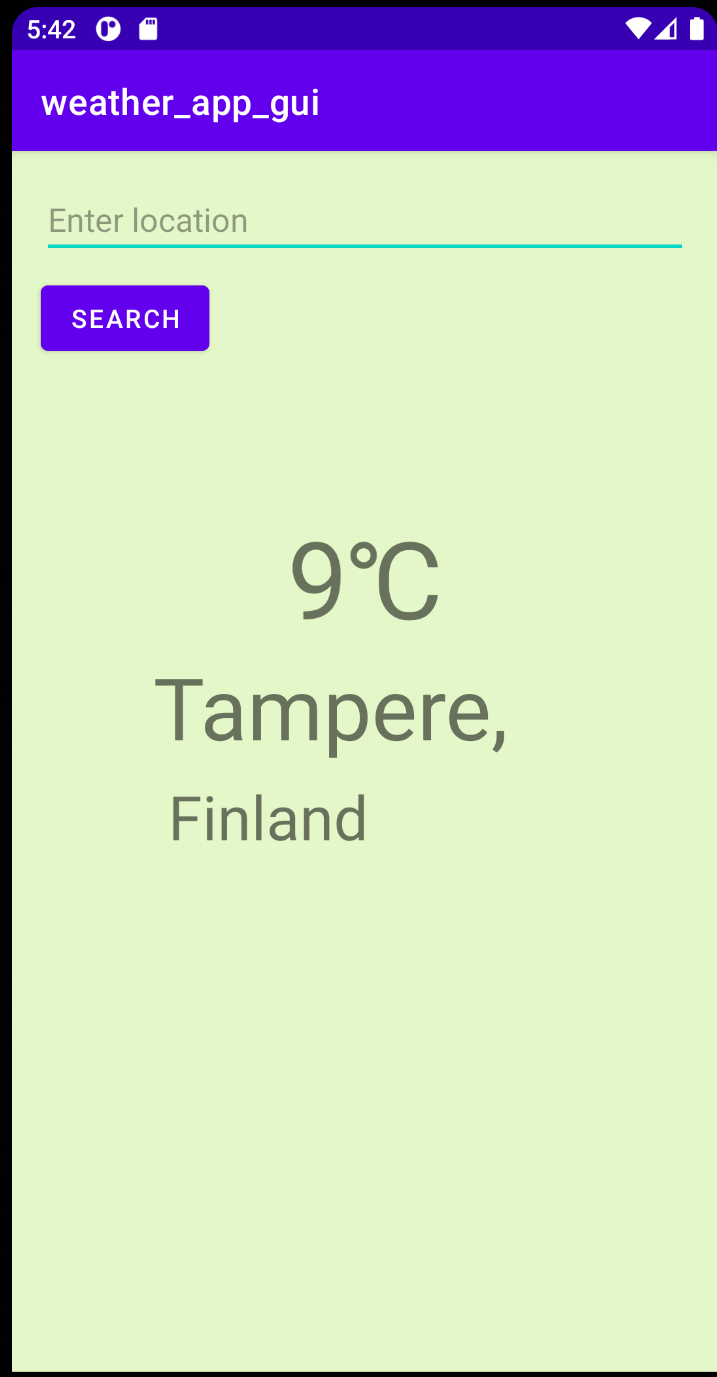 5:42
weather_app_gui
Enter location
SEARCH
9℃
Tampere,
Finland